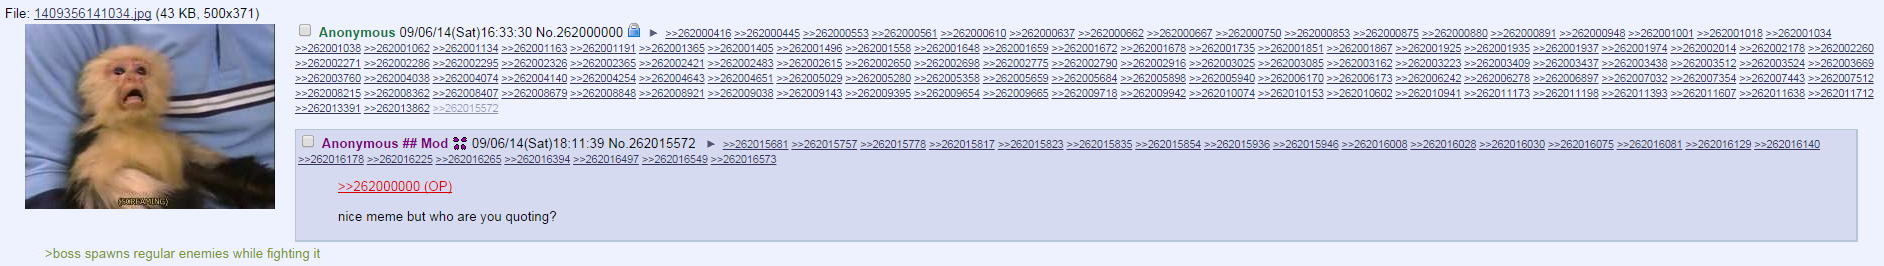 File: 1409356141034.jpg (43 KB, 500x371)
Anonymous 09/06/14(Sat)16:33:30 No.262000000 ► >>262000416 >>262000445 >>262000553 >>262000561 >>262000610 >>262000637 >>262000662 >>262000667 >>262000750 >>262000853 >>262000875 >>262000880 >>262000891 >>262000948 >>262001001 >>262001018 >>262001034
>>262001038 >>262001062 >>262001134 >>262001163 >>262001191 >>262001365 >>262001405 >>262001496 >>262001558 >>262001648 >>262001659 >>262001672 >>262001678 >>262001735 >>262001851 >>262001867 >>262001925 >>262001935 >>262001937 >>262001974 >>262002014 >>262002178 >>262002260
>>262002271 >>262002286 >>262002295 >>262002326 >>262002365 >>262002421 >>262002483 >>262002615 >>262002650 >>262002698 >>262002775 >>262002790 >>262002916 >>262003025 >>262003085 >>262003162 >>262003223 >>262003409 >>262003437 >>262003438 >>262003512 >>262003524 >>262003669
>>262003760 >>262004038 >>262004074 >>262004140 >>262004254 >>262004643 >>262004651 >>262005029 >>262005280 >>262005358 >>262005659 >>262005684 >>262005898 >>262005940 >>262006170 >>262006173 >>262006242 >>262006278 >>262006897 >>262007032 >>262007354 >>262007443 >>262007512
>>262008215 >>262008362 >>262008407 >>262008679 >>262008848 >>262008921 >>262009038 >>262009143 >>262009395 >>262009654 >>262009665 >>262009718 >>262009942 >>262010074 >>262010153 >>262010602 >>262010941 >>262011173 >>262011198 >>262011393 >>262011607 >>262011638 >>262011712
>>262013391 >>262013862 >>262015572
(SCREAMING)
Anonymous ## Mod 09/06/14(Sat)18:11:39 No.262015572 ► >>262015681 >>262015757 >>262015778 >>262015817 >>262015823 >>262015835 >>262015854 >>262015936 >>262015946 >>262016008 >>262016028 >>262016030 >>262016075 >>262016081 >>262016129 >>262016140
>>262016178 >>262016225 >>262016265 >>262016394 >>262016497 >>262016549 >>262016573
>>262000000 (OP)
nice meme but who are you quoting?
>boss spawns regular enemies while fighting it